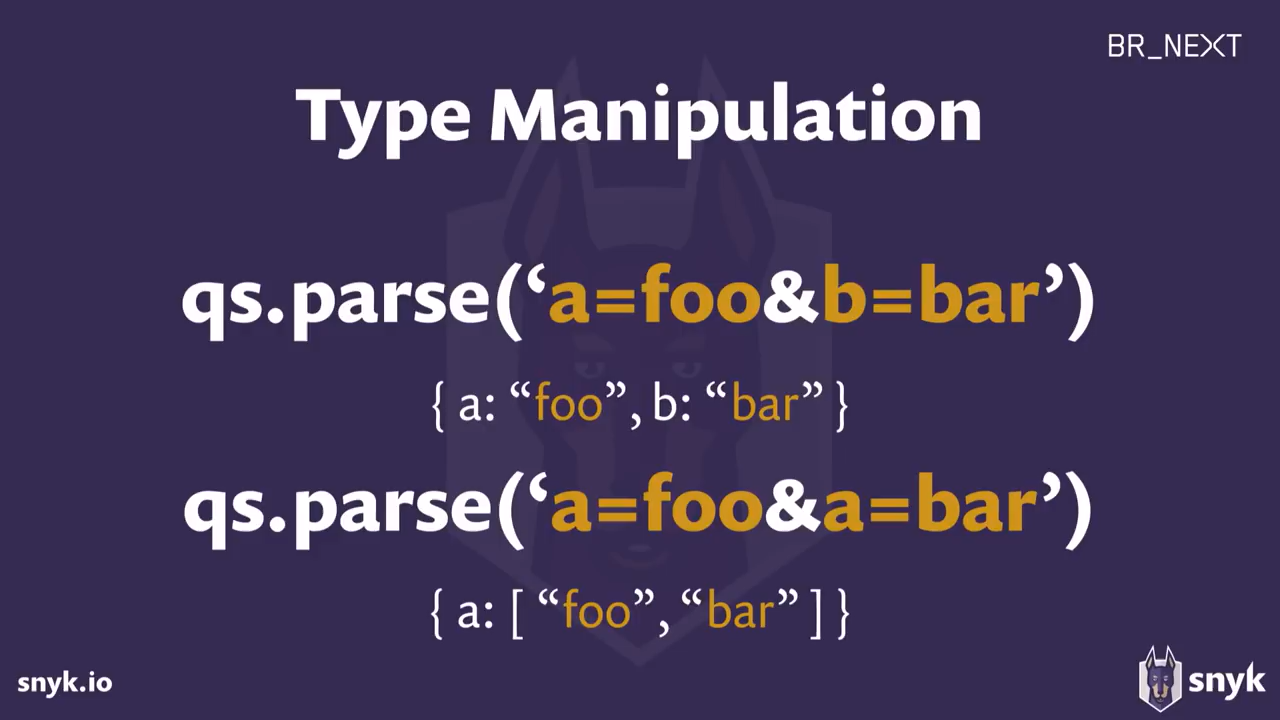 BR_NEXT
Type Manipulation
qs.parse(‘a=foo&b=bar’)
{ a: “foo”, b: “bar” }
qs.parse(‘a=foo&a=bar’)
{ a: [ “foo”, “bar” ] }
snyk.io
snyk